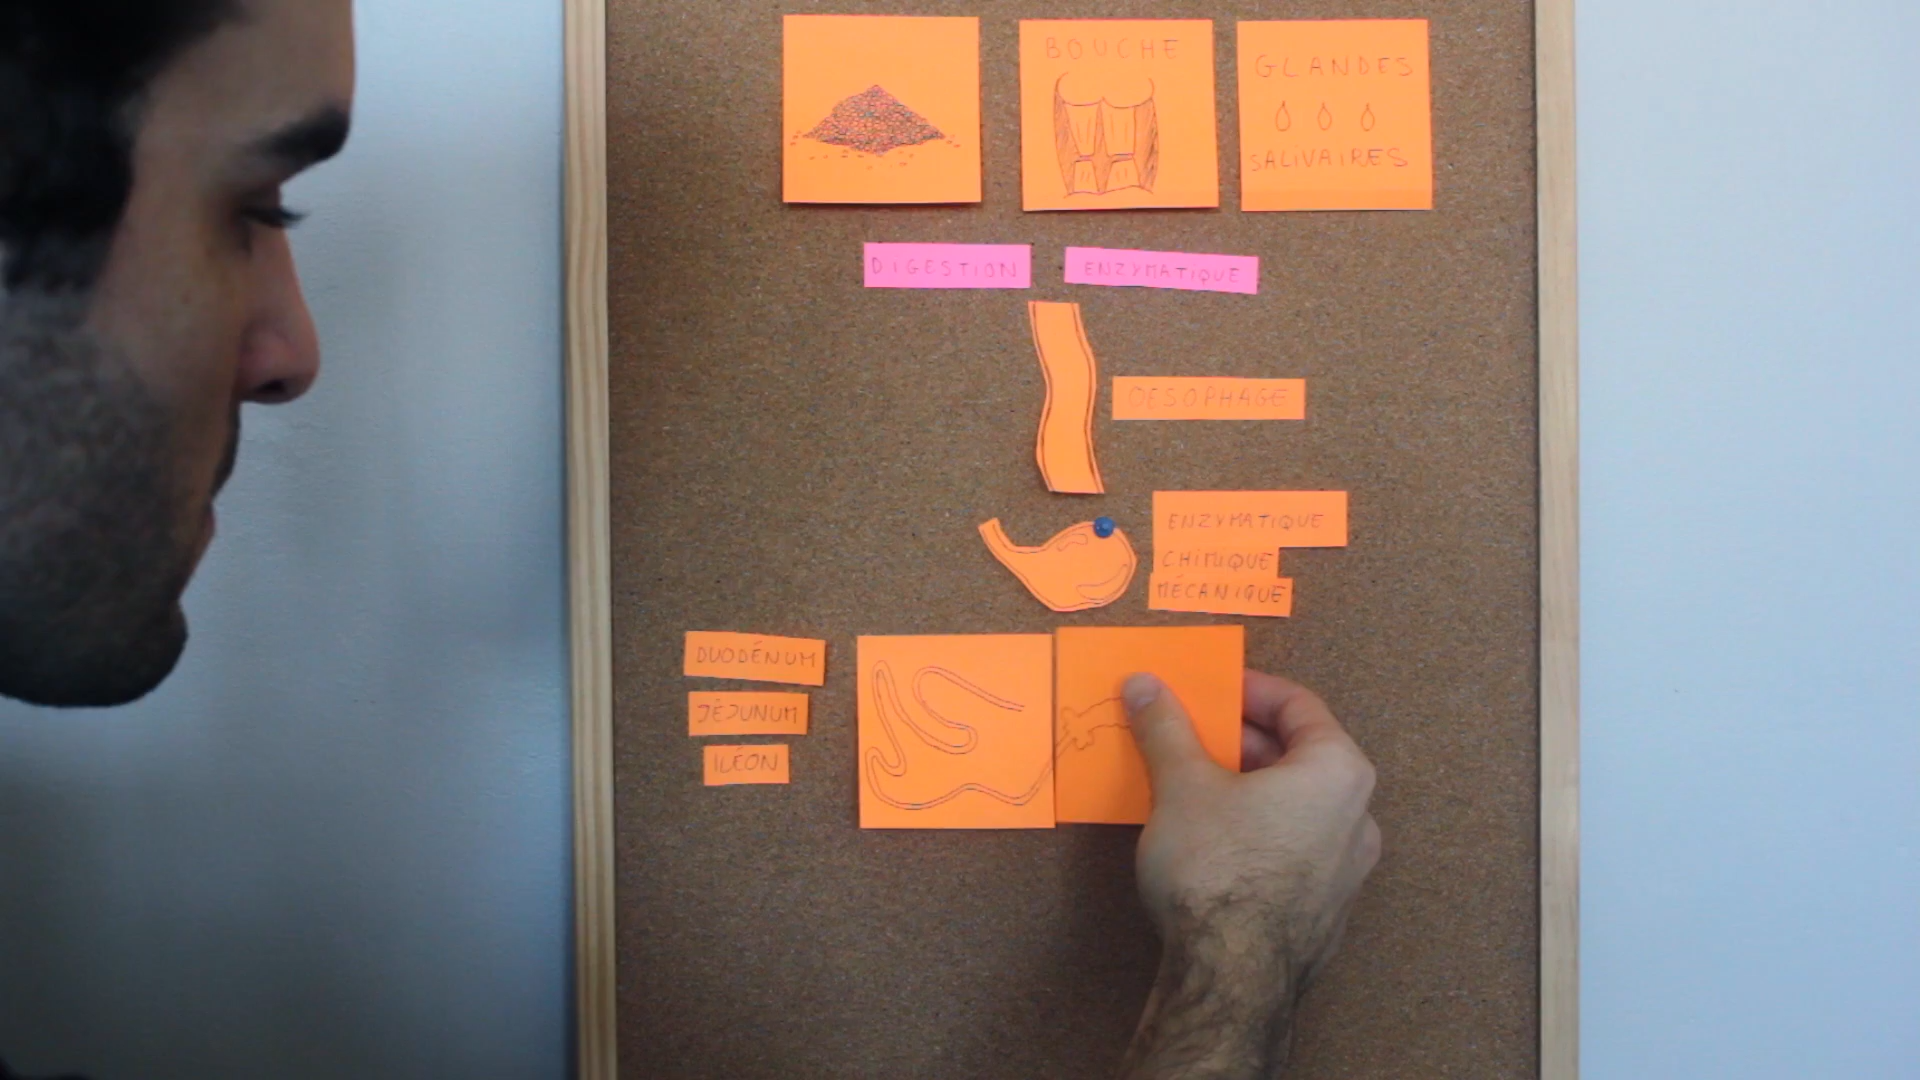 BOUCHE
GLANDES
SALIVAIRES
DIGESTION
ENZYMATIQUE
OESOPHAGE
ENZYMATIQUE
CHIMIQUE
MÉCANIQUE
DUODÉNUM
JÉJUNUM
ILÉON